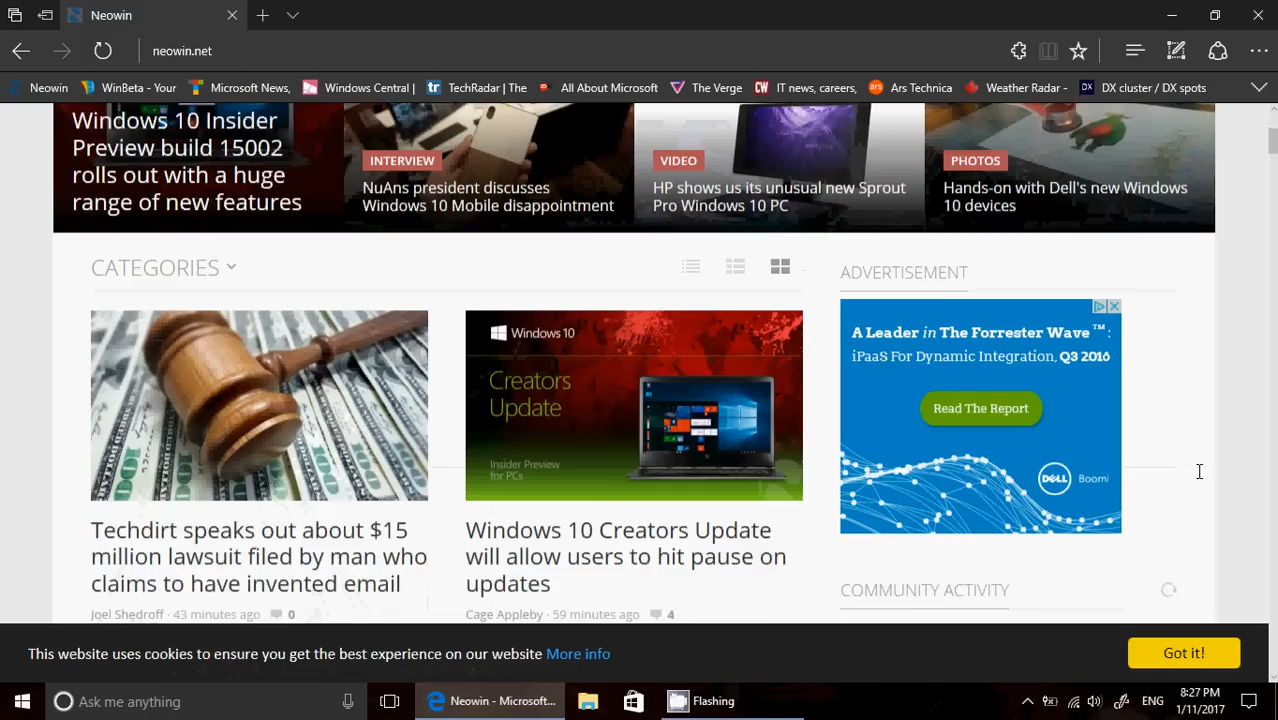 Neowin
neowin.net
Neowin
WinBeta - Your
Microsoft News,
Windows Central |
tr
TechRadar | The
All About Microsoft
The Verge
CW
IT news, careers,
ars
Ars Technica
Weather Radar -
DX
DX cluster / DX spots
Windows 10 Insider
Preview build 15002
rolls out with a huge
range of new features
INTERVIEW
NuAns president discusses
Windows 10 Mobile disappointment
VIDEO
HP shows us its unusual new Sprout
Pro Windows 10 PC
PHOTOS
Hands-on with Dell's new Windows
10 devices
CATEGORIES
ADVERTISEMENT
Windows 10
Creators
Update
Insider Preview
for PCs
A Leader in The Forrester Wave™:
iPaaS For Dynamic Integration, Q3 2016
Read The Report
DELL
Boomi
Techdirt speaks out about $15
million lawsuit filed by man who
claims to have invented email
Joel Shedroff · 43 minutes ago 0
Windows 10 Creators Update
will allow users to hit pause on
updates
Cage Appleby · 59 minutes ago 4
COMMUNITY ACTIVITY
This website uses cookies to ensure you get the best experience on our website More info
Got it!
Ask me anything
Neowin - Microsoft...
Flashing
ENG
8:27 PM
1/11/2017